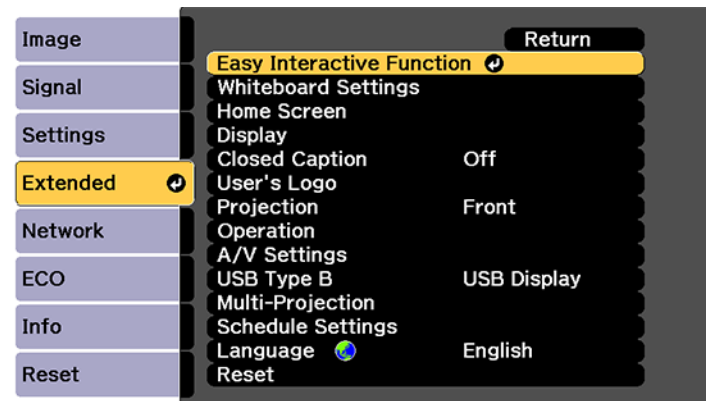 Image
Signal
Settings
Extended
Network
ECO
Info
Reset
Return
Easy Interactive Function
Whiteboard Settings
Home Screen
Display
Closed Caption Off
User's Logo
Projection Front
Operation
A/V Settings
USB Type B USB Display
Multi-Projection
Schedule Settings
Language English
Reset